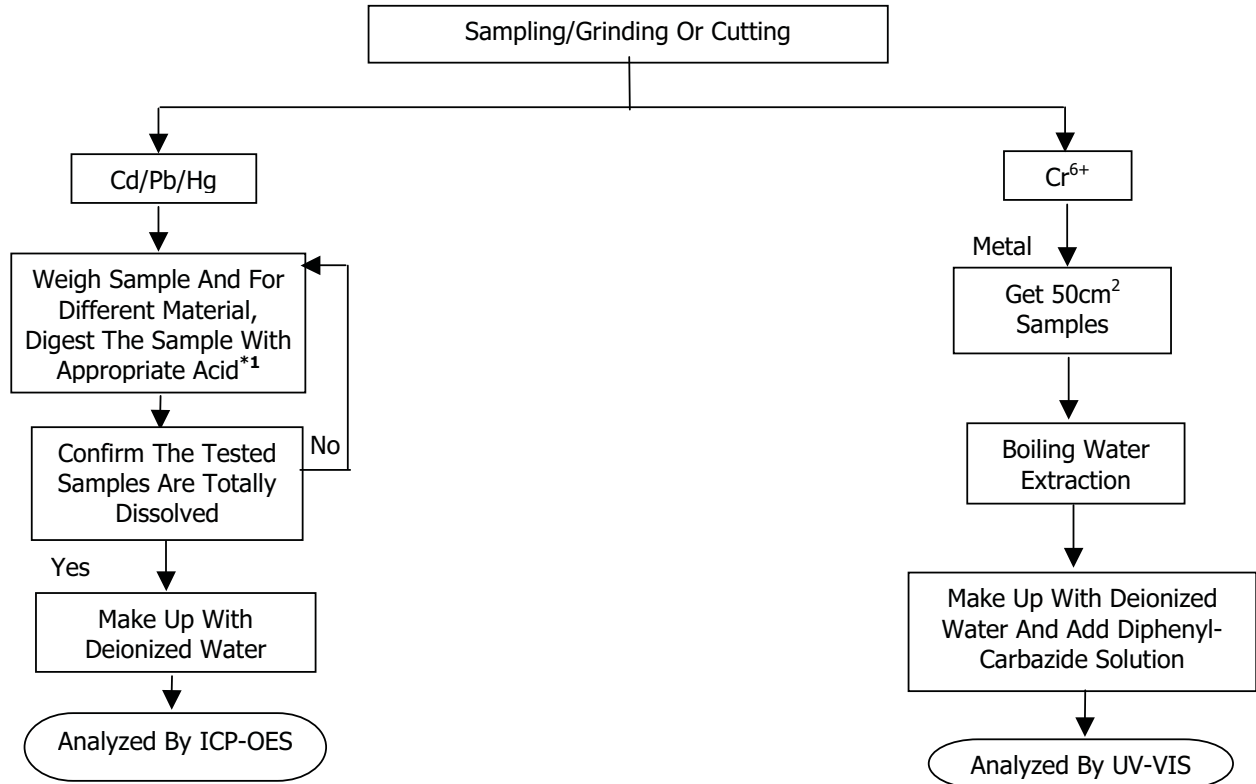 Sampling/Grinding Or Cutting
Cd/Pb/Hg
Weigh Sample And For
Different Material,
Digest The Sample With
Appropriate Acid*1
No
Confirm The Tested
Samples Are Totally
Dissolved
Yes
Make Up With
Deionized Water
Analyzed By ICP-OES
Cr6+
Metal
Get 50cm2
Samples
Boiling Water
Extraction
Make Up With Deionized
Water And Add Diphenyl-
Carbazide Solution
Analyzed By UV-VIS